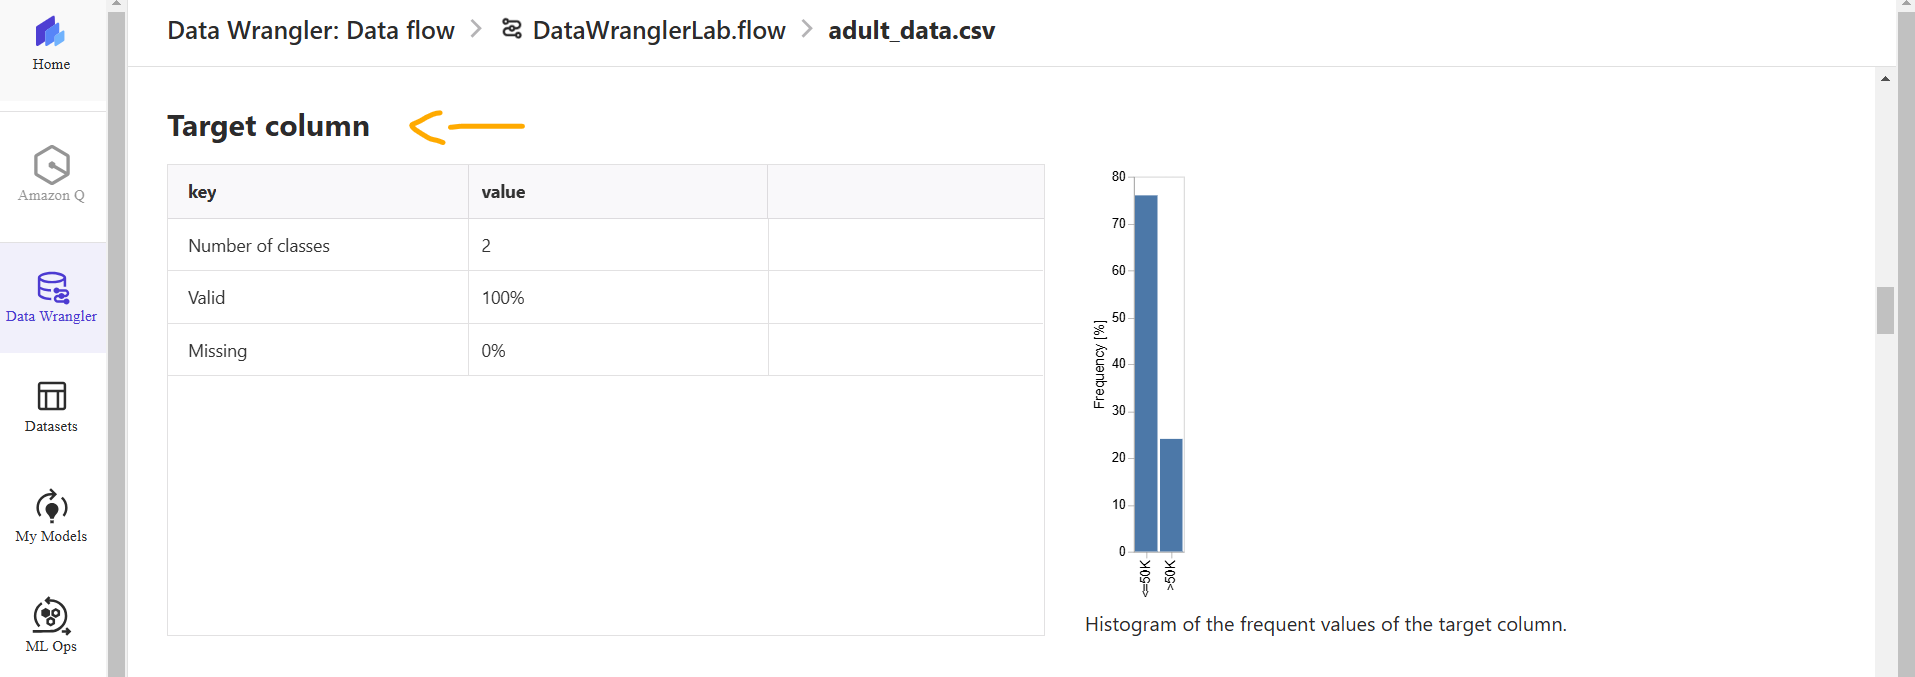 Home
Amazon Q
Data Wrangler
Datasets
My Models
ML Ops
Data Wrangler: Data flow > DataWranglerLab.flow > adult_data.csv
Target column
key value
Number of classes 2
Valid 100%
Missing 0%
80
70
60
50
40
30
20
10
0
Frequency [%]
<=50K
>50K
Histogram of the frequent values of the target column.